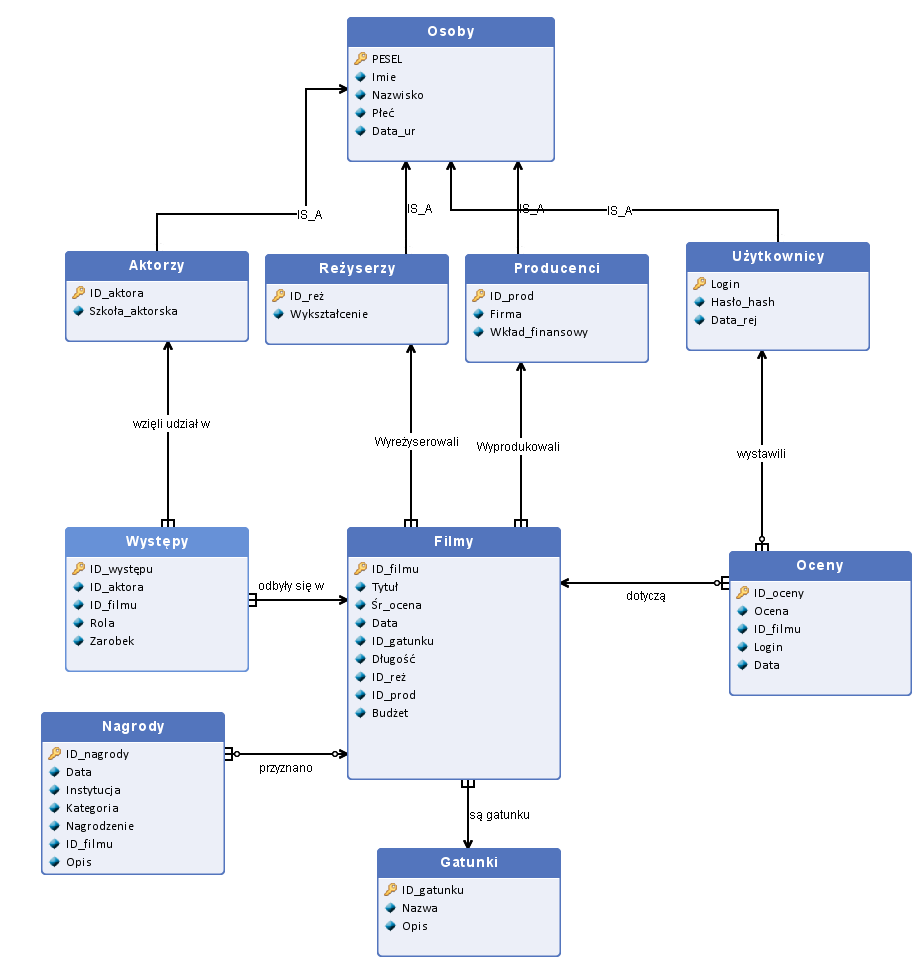 Osoby
PESEL
Imie
Nazwisko
Płeć
Data_ur
IS_A
IS_A
IS_A
IS_A
Aktorzy
ID_aktora
Szkoła_aktorska
Reżyserzy
ID_reż
Wykształcenie
Producenci
ID_prod
Firma
Wkład_finansowy
Użytkownicy
Login
Hasło_hash
Data_rej
wzięli udział w
Wyreżyserowali
Wyprodukowali
wystawili
Występy
ID_występu
ID_aktora
ID_filmu
Rola
Zarobek
odbyły się w
Filmy
ID_filmu
Tytuł
Śr_ocena
Data
ID_gatunku
Długość
ID_reż
ID_prod
Budżet
dotyczą
Oceny
ID_oceny
Ocena
ID_filmu
Login
Data
Nagrody
ID_nagrody
Data
Instytucja
Kategoria
Nagrodzenie
ID_filmu
Opis
przyznano
są gatunku
Gatunki
ID_gatunku
Nazwa
Opis